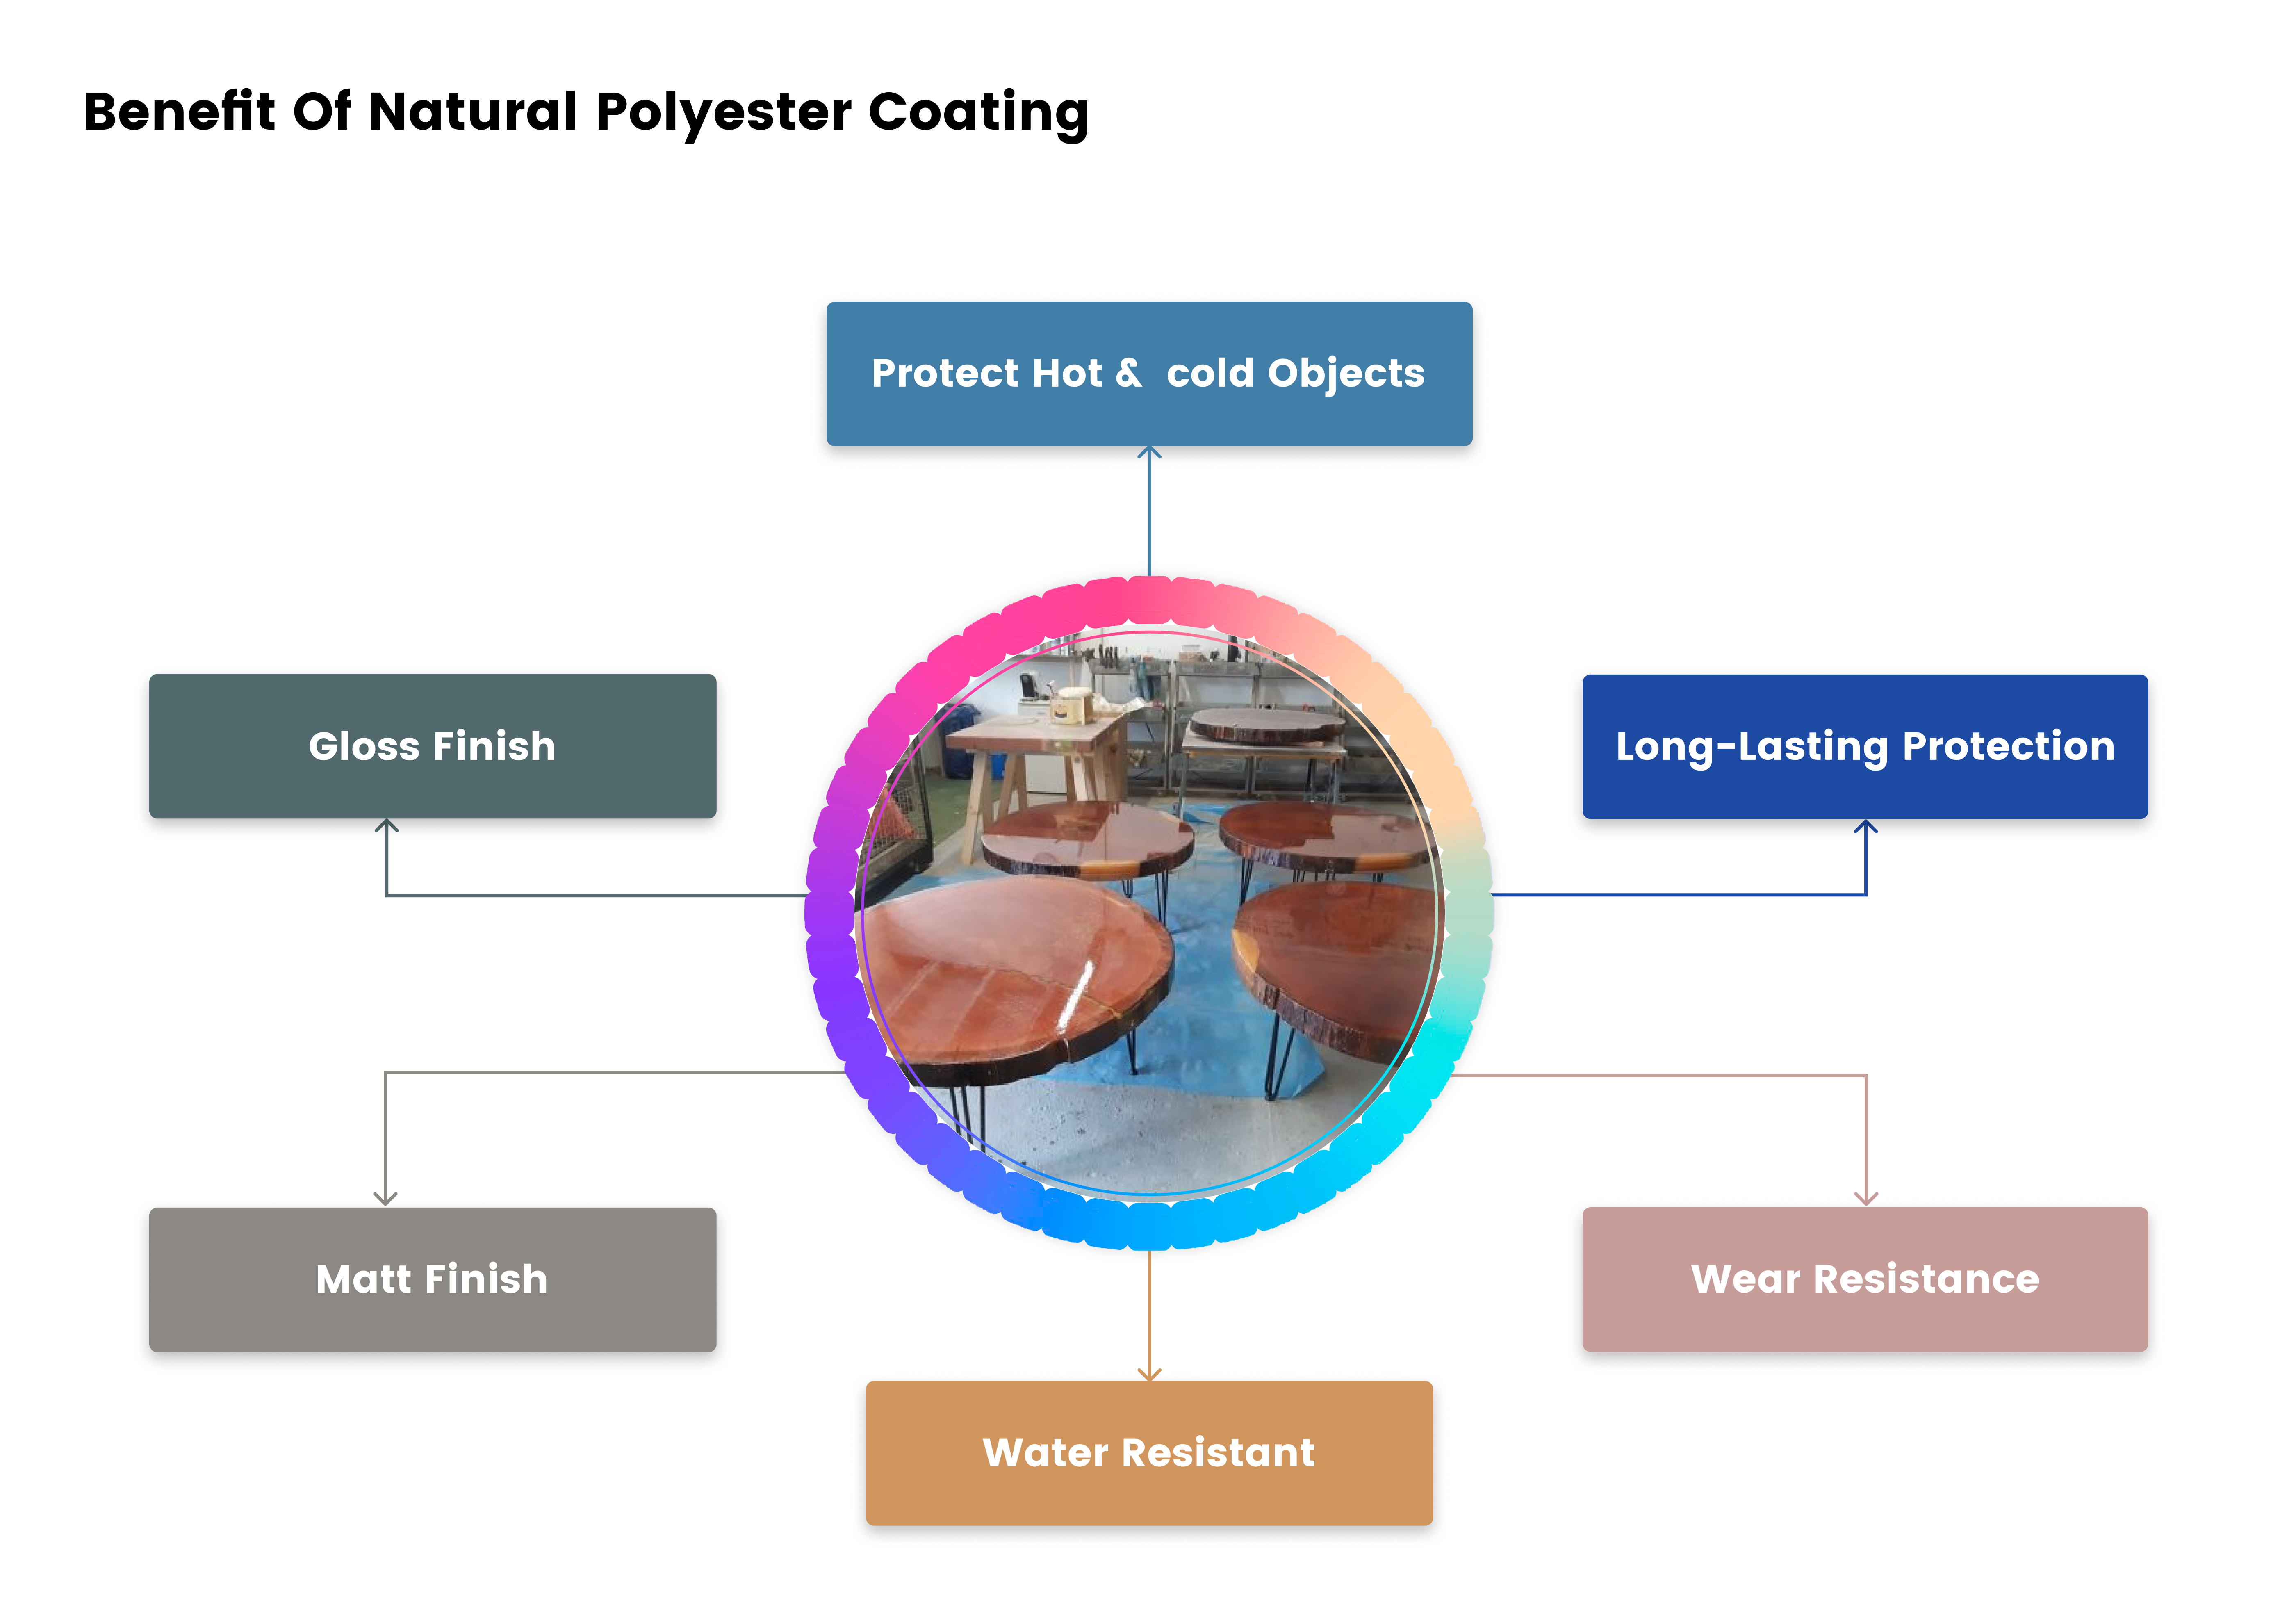 Benefit Of Natural Polyester Coating
Protect Hot & cold Objects
Gloss Finish
Long-Lasting Protection
Matt Finish
Wear Resistance
Water Resistant